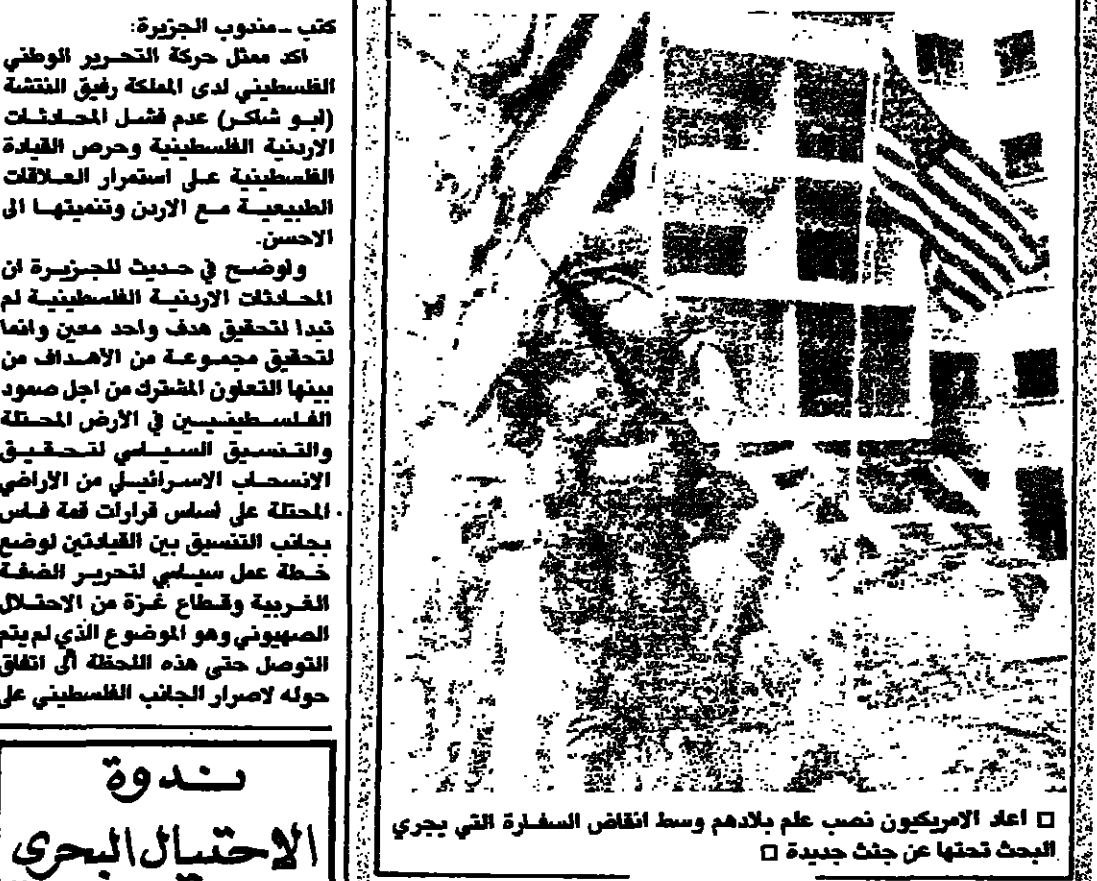 كتب ـ مندوب الجزيرة:
اكد ممثل حركة التحرير الوطني
الفلسطيني لدى المملكة رفيق النتشة
(ابو شاكر) عدم فشل المحادثات
الاردنية الفلسطينية وحرص القيادة
الفلسطينية على استمرار العلاقات
الطبيعية مع الاردن وتنميتها الى
الاحسن.
واوضح في حديث للجزيرة ان
المحادثات الاردنية الفلسطينية لم
تبدا لتحقيق هدف واحد معين وانما
لتحقيق مجموعة من الاهداف من
بينها التعاون المشترك من اجل صمود
الفلسطينيين في الارض المحتلة
والتنسيق السياسي لتحقيق
الانسحاب الاسرائيلي من الاراضي
المحتلة على اساس قرارات قمة فاس
بجانب التنسيق بين القيادتين لوضع
خطة عمل سياسي لتحرير الضفة
الغربية وقطاع غزة من الاحتلال
الصهيوني وهو الموضوع الذي لم يتم
التوصل حتى هذه اللحظة الى اتفاق
حوله لاصرار الجانب الفلسطيني على
ندوة
الاحتيال البحرى
□ اعاد الامريكيون نصب علم بلادهم وسط انقاض السفارة التي يجري
البحث تحتها عن جثث جديدة □